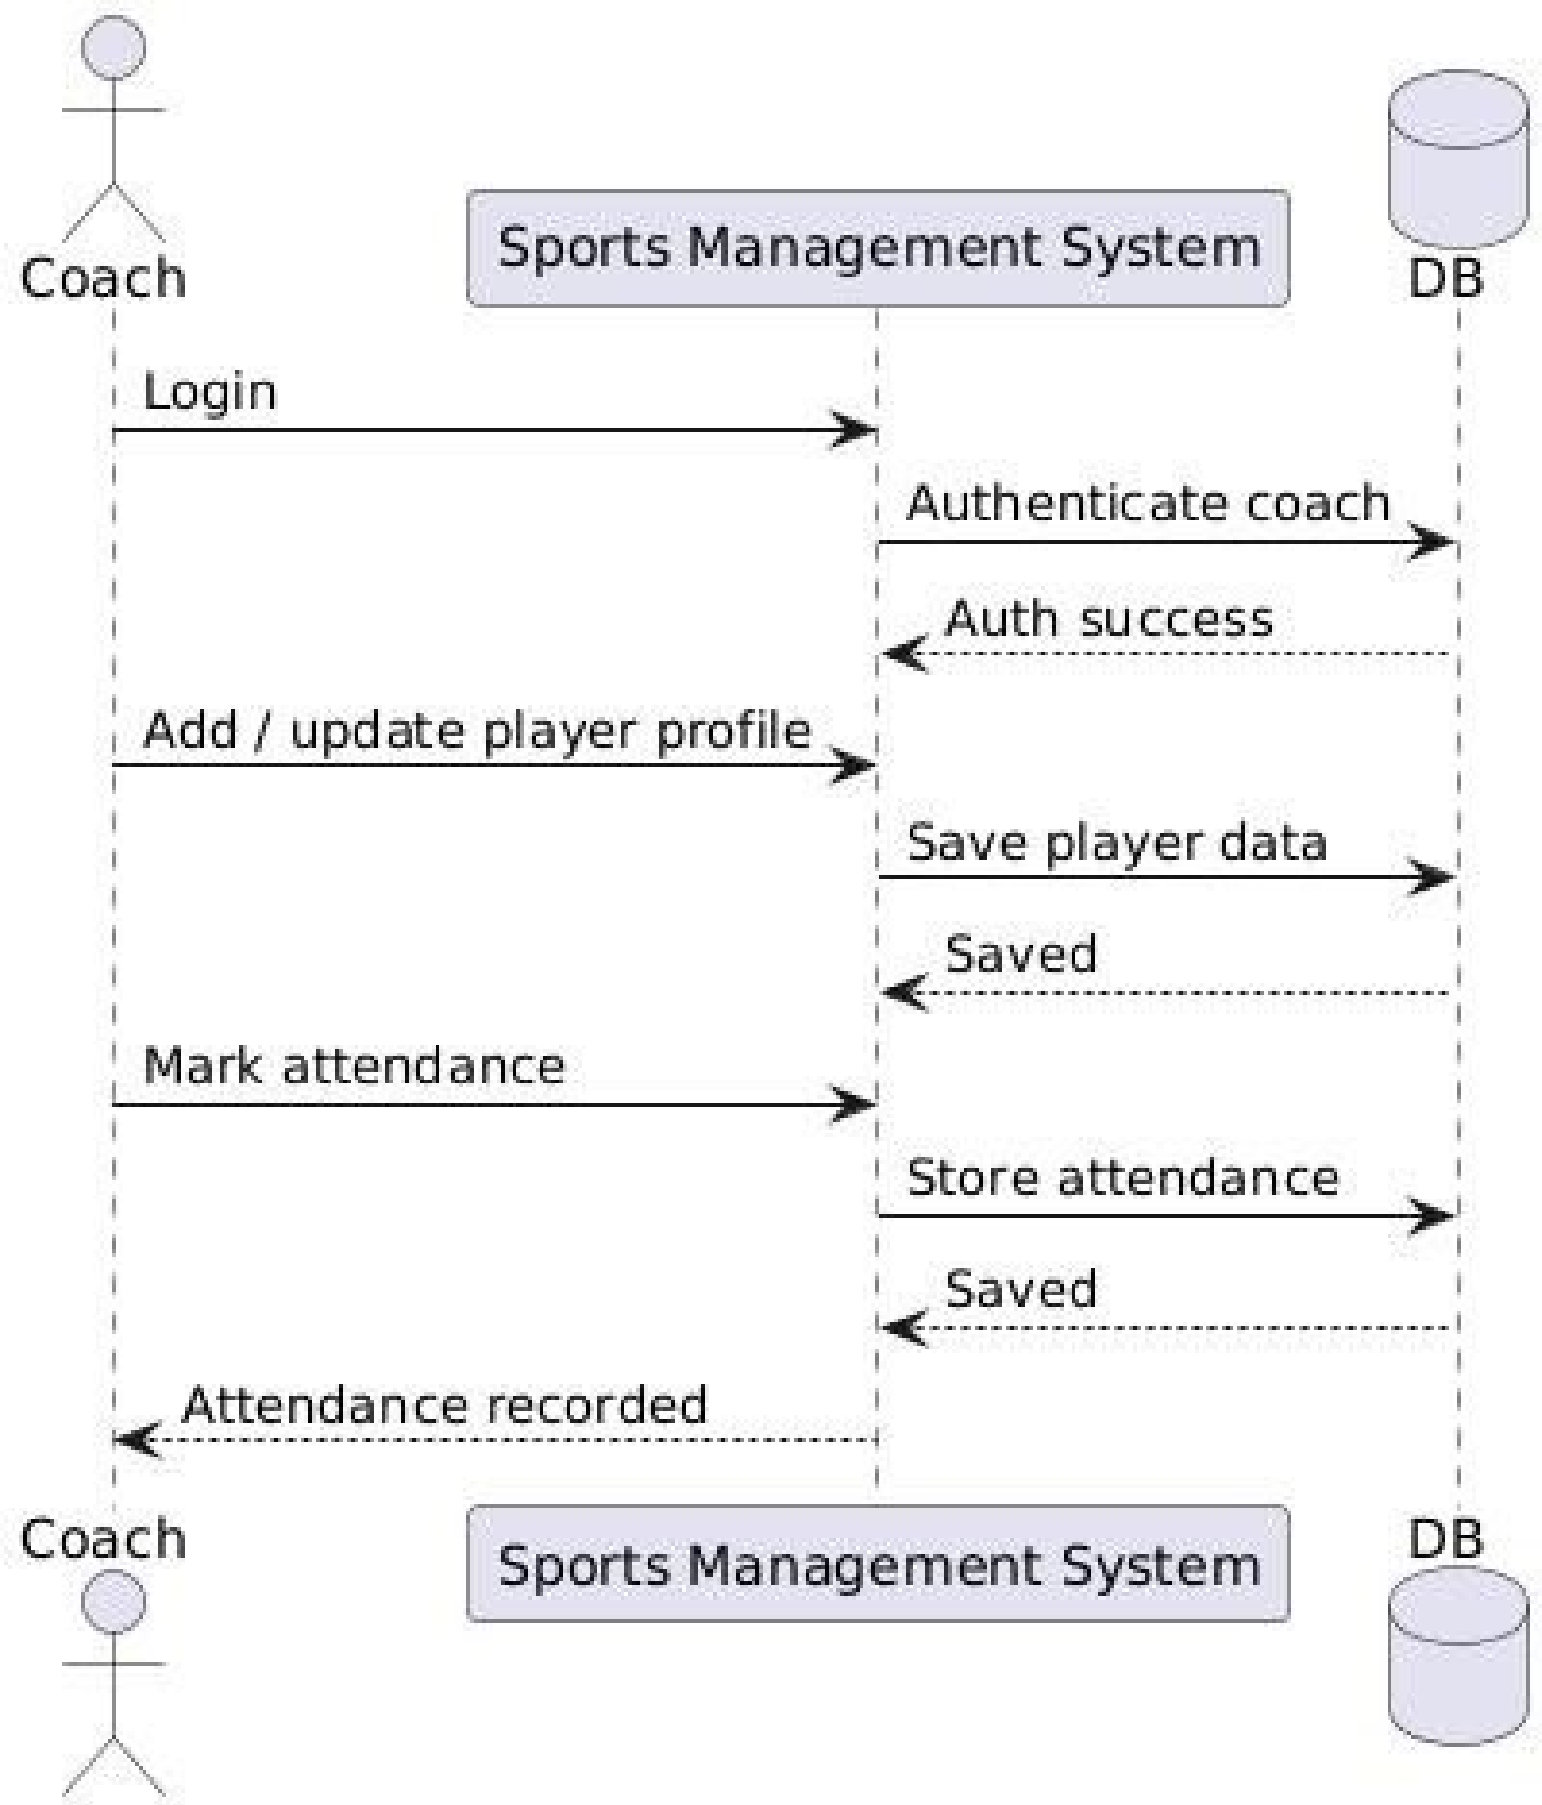 Coach
Sports Management System
DB
Login
Authenticate coach
Auth success
Add / update player profile
Save player data
Saved
Mark attendance
Store attendance
Saved
Attendance recorded
Coach
Sports Management System
DB